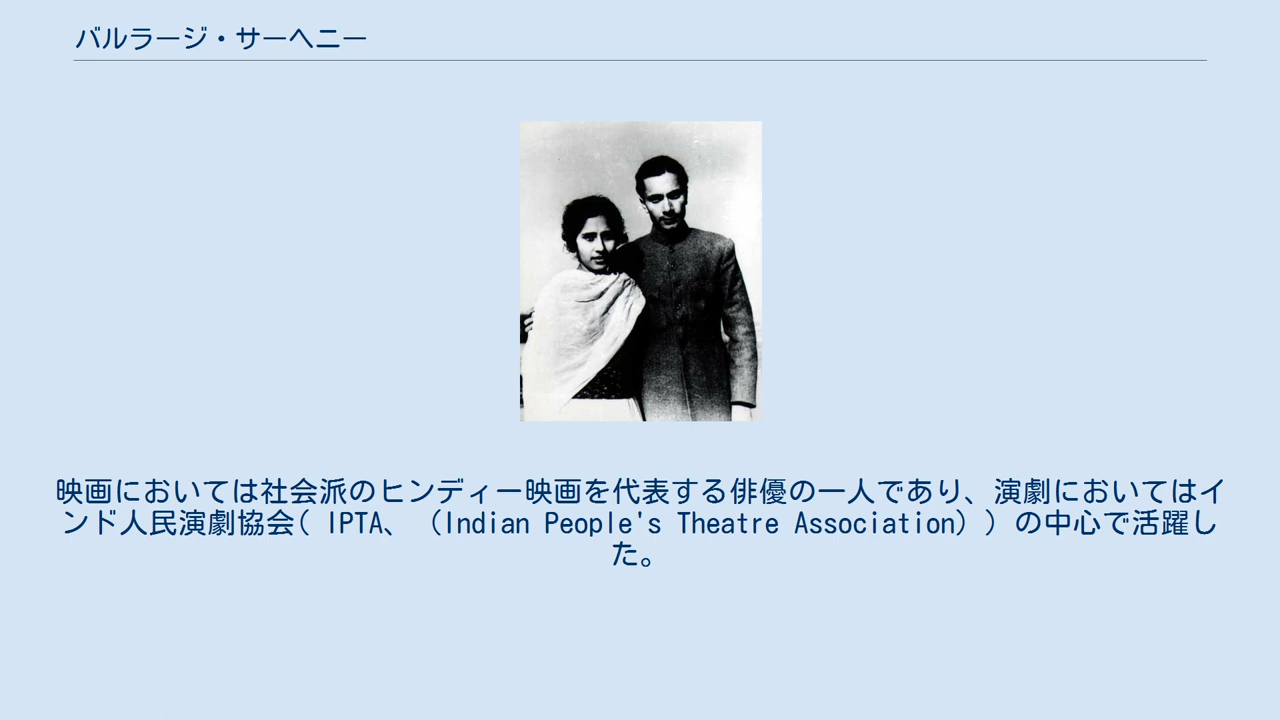 バルラージ・サーヘニー
映画においては社会派のヒンディー映画を代表する俳優の一人であり、演劇においてはイ
ンド人民演劇協会( IPTA、（Indian People's Theatre Association）) の中心で活躍し
た。